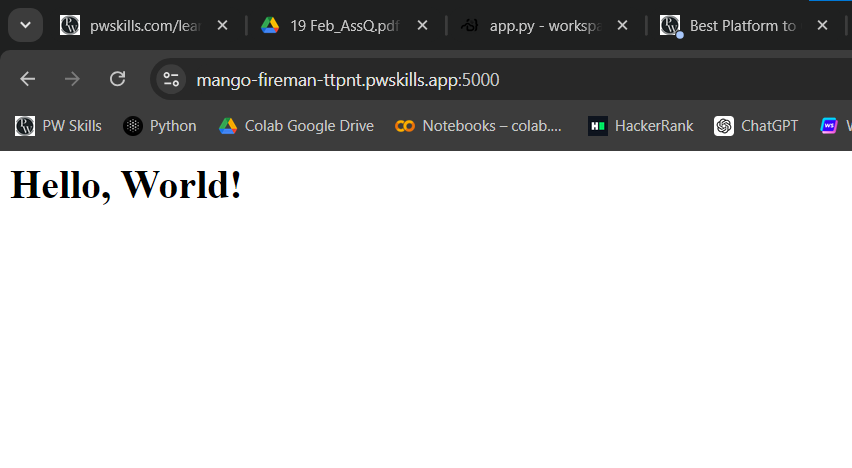 pwskills.com/lear
19 Feb_AssQ.pdf
app.py - workspa
Best Platform to
mango-fireman-ttpnt.pwskills.app:5000
PW Skills
Python
Colab Google Drive
Notebooks – colab....
HackerRank
ChatGPT
Hello, World!